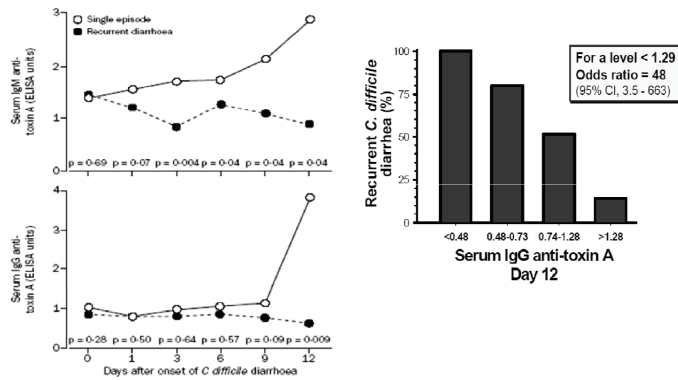 Single episode
Recurrent diarrhoea
Serum IgM anti-
toxin A (ELISA units)
3
2
1
0
p = 0·69 p = 0·07 p = 0·004 p = 0·04 p = 0·04 p = 0·04
Serum IgG anti-
toxin A (ELISA units)
4
3
2
1
0
p = 0·28 p = 0·50 p = 0·64 p = 0·57 p = 0·09 p = 0·009
0 1 3 6 9 12
Days after onset of C difficile diarrhoea
Recurrent C. difficile
diarrhea (%)
100
75
50
25
0
For a level < 1.29
Odds ratio = 48
(95% CI, 3.5 - 663)
<0.48 0.48-0.73 0.74-1.28 >1.28
Serum IgG anti-toxin A
Day 12